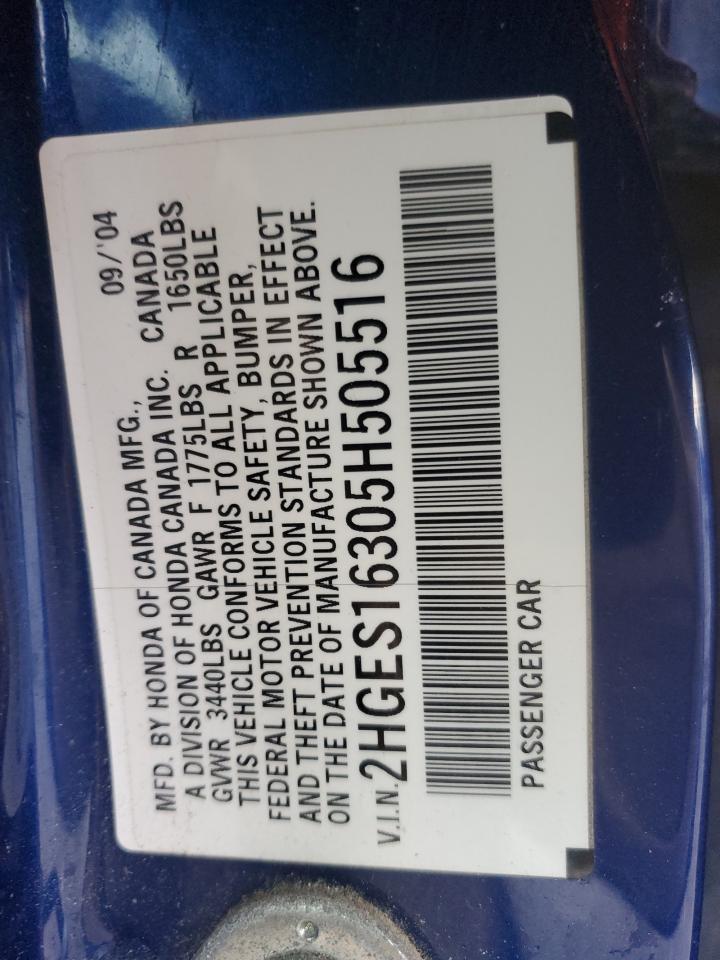 MFD. BY HONDA OF CANADA MFG., 09/'04
A DIVISION OF HONDA CANADA INC. CANADA
GVWR 3440LBS GAWR F 1775LBS R 1650LBS
THIS VEHICLE CONFORMS TO ALL APPLICABLE
FEDERAL MOTOR VEHICLE SAFETY, BUMPER,
AND THEFT PREVENTION STANDARDS IN EFFECT
ON THE DATE OF MANUFACTURE SHOWN ABOVE.
V.I.N. 2HGES16305H505516
PASSENGER CAR